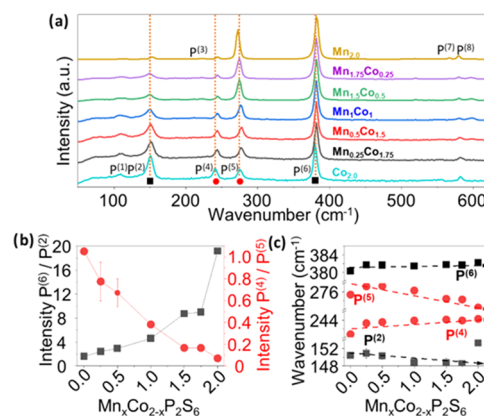 (a)
Intensity (a.u.)
P(3)
P(7) P(8)
Mn2.0
Mn1.75Co0.25
Mn1.5Co0.5
Mn1Co1
Mn0.5Co1.5
Mn0.25Co1.75
Co2.0
P(1)P(2) P(4) P(5) P(6)
100 200 300 400 500 600
Wavenumber (cm-1)
(b)
Intensity P(6)/ P(2)
20
16
12
8
4
0
1.0
0.8
0.6
0.4
0.2
0
Intensity P(4) / P(5)
0.0 0.5 1.0 1.5 2.0
MnxCo2-xP2S6
(c)
Wavenumber (cm-1)
384
380
276
244
152
148
P(6)
P(5)
P(4)
P(2)
0.0 0.5 1.0 1.5 2.0
MnxCo2-xP2S6